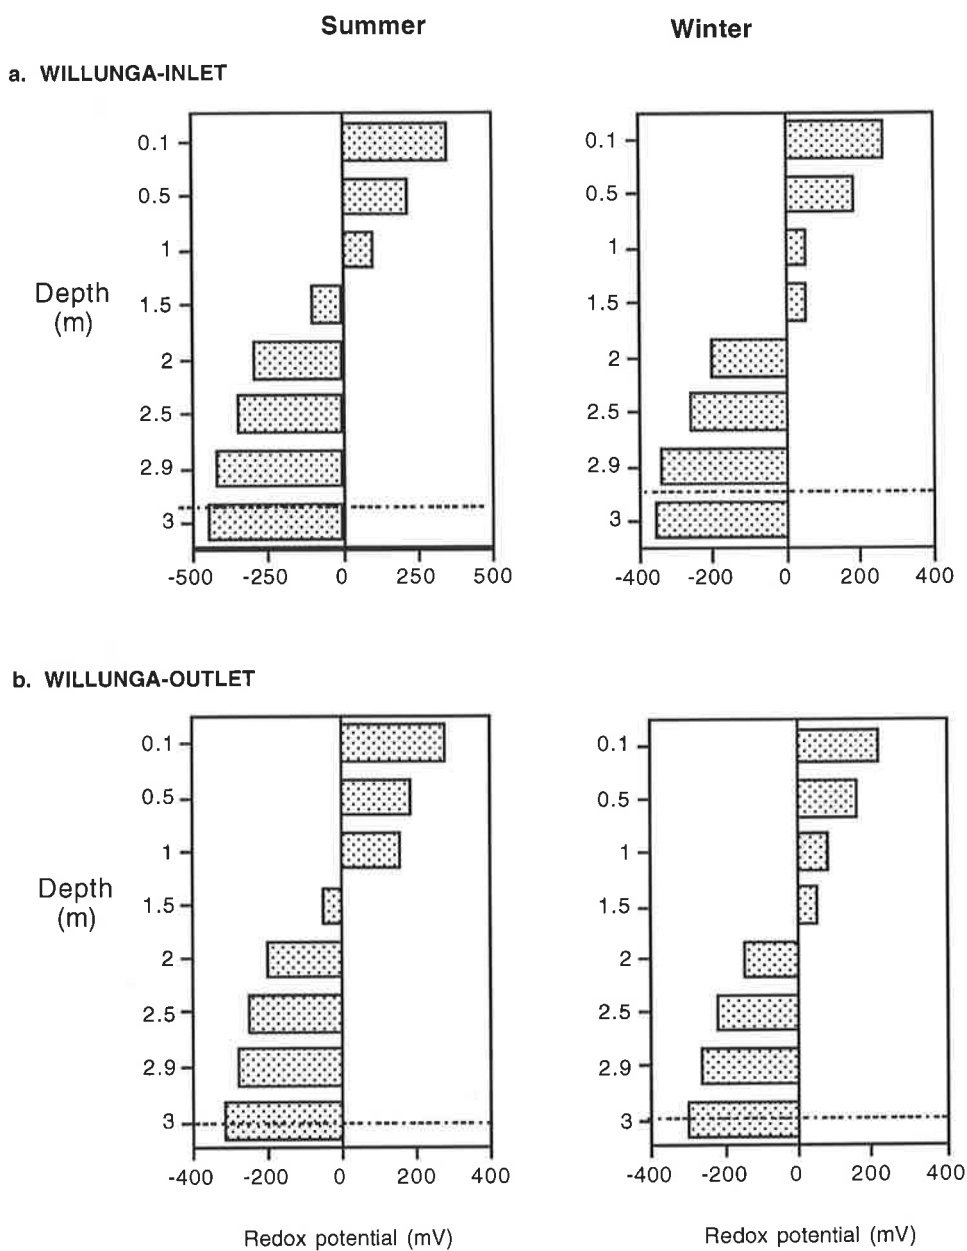 Summer
Winter
a. WILLUNGA-INLET
0.1
0.5
1
1.5
2
2.5
2.9
3
Depth
(m)
-500 -250 0 250 500
0.1
0.5
1
1.5
2
2.5
2.9
3
-400 -200 0 200 400
b. WILLUNGA-OUTLET
0.1
0.5
1
1.5
2
2.5
2.9
3
Depth
(m)
-400 -200 0 200 400
Redox potential (mV)
0.1
0.5
1
1.5
2
2.5
2.9
3
-400 -200 0 200 400
Redox potential (mV)